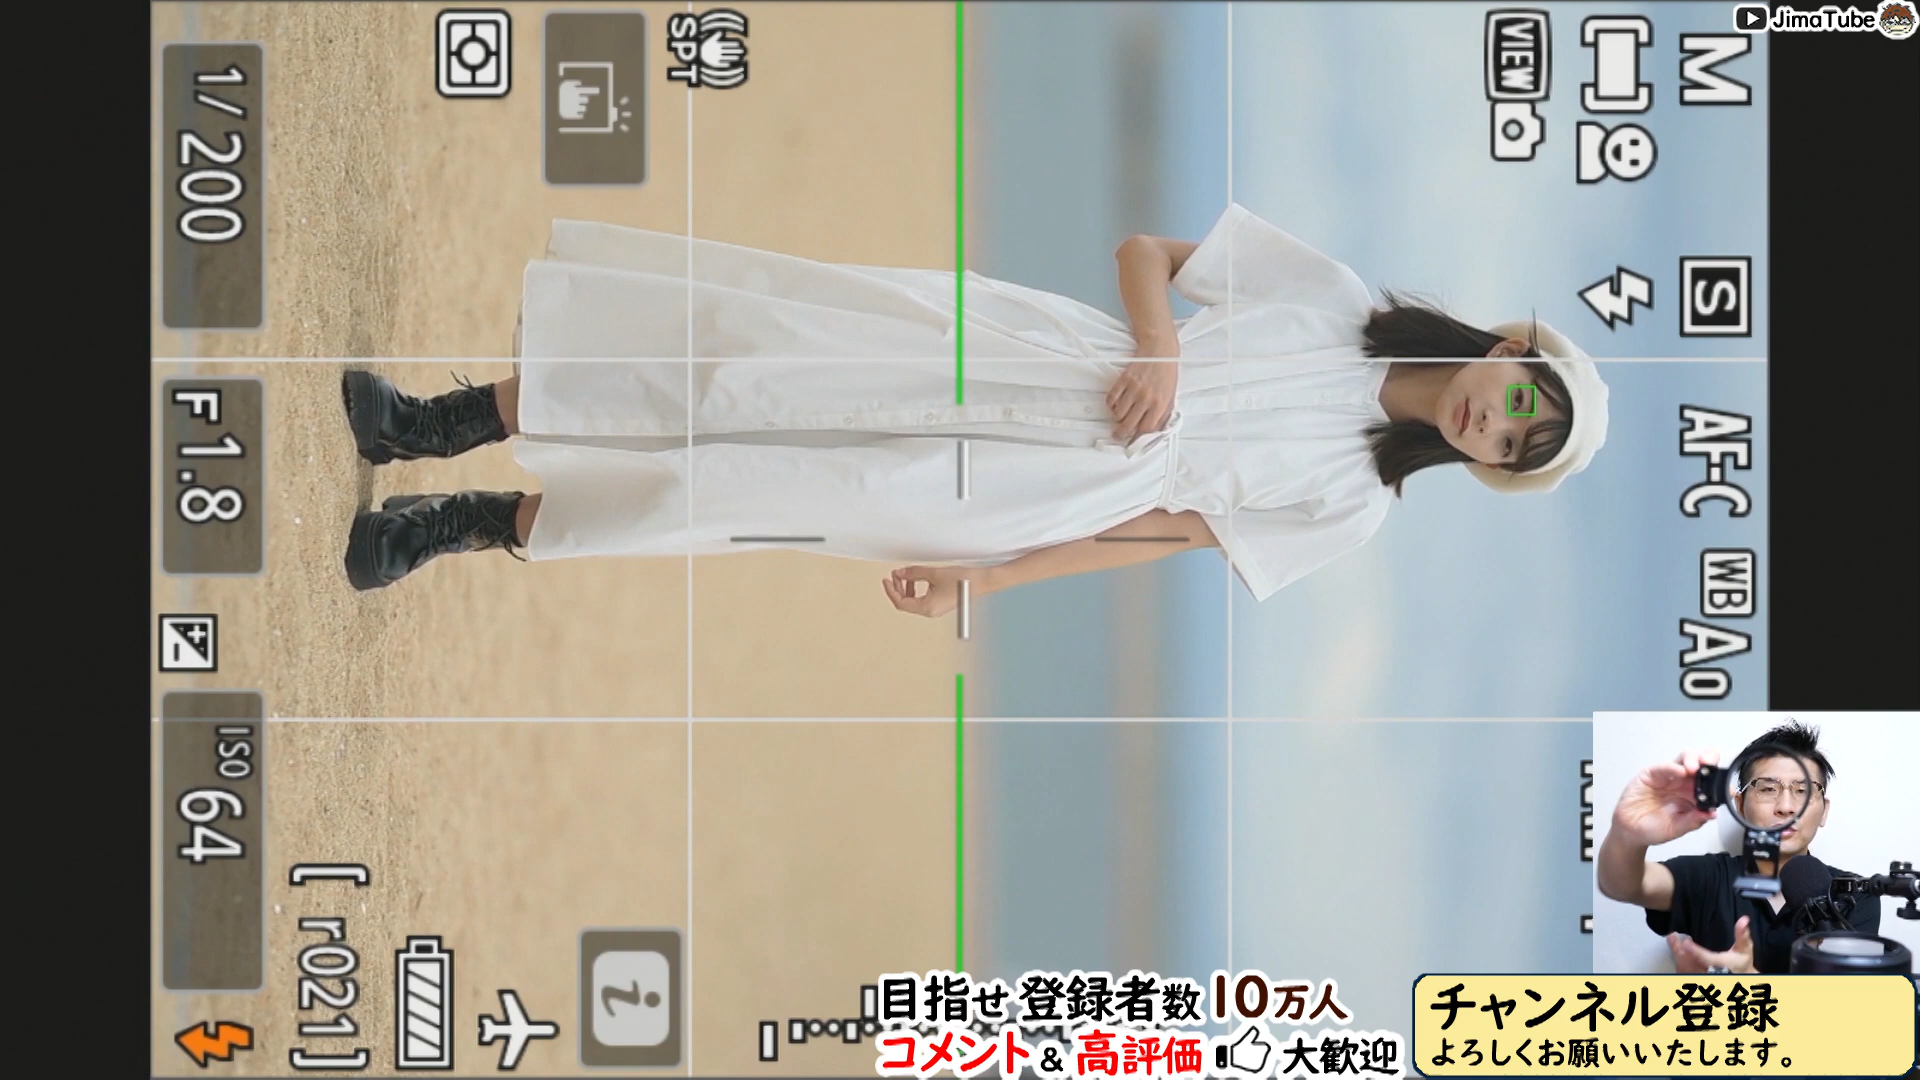 JimaTube
M
S
AF-C
WB A0
VIEW
SPT
1/200
F1.8
ISO 64
[ r021]
i
目指せ 登録者数10万人
コメント&高評価 大歓迎
チャンネル登録
よろしくお願いいたします。